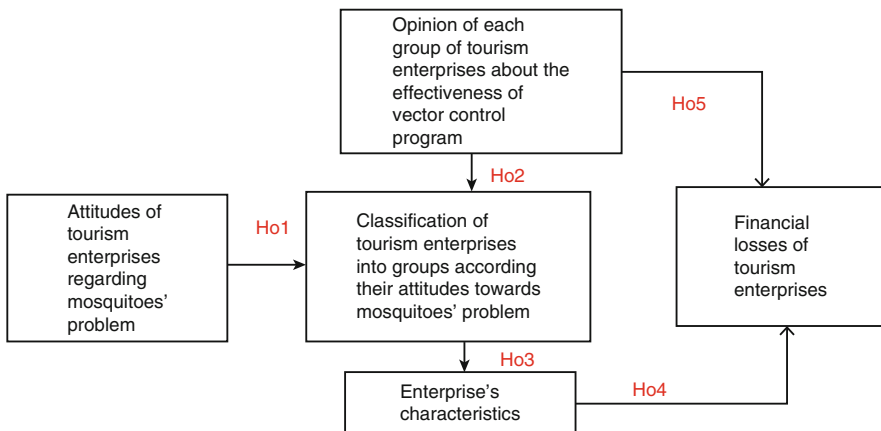 Opinion of each
group of tourism
enterprises about the
effectiveness of
vector control
program
Ho5
Ho2
Attitudes of
tourism
enterprises
regarding
mosquitoes’
problem
Ho1
Classification of
tourism enterprises
into groups according
their attitudes towards
mosquitoes’ problem
Financial
losses of
tourism
enterprises
Ho3
Enterprise’s
characteristics
Ho4